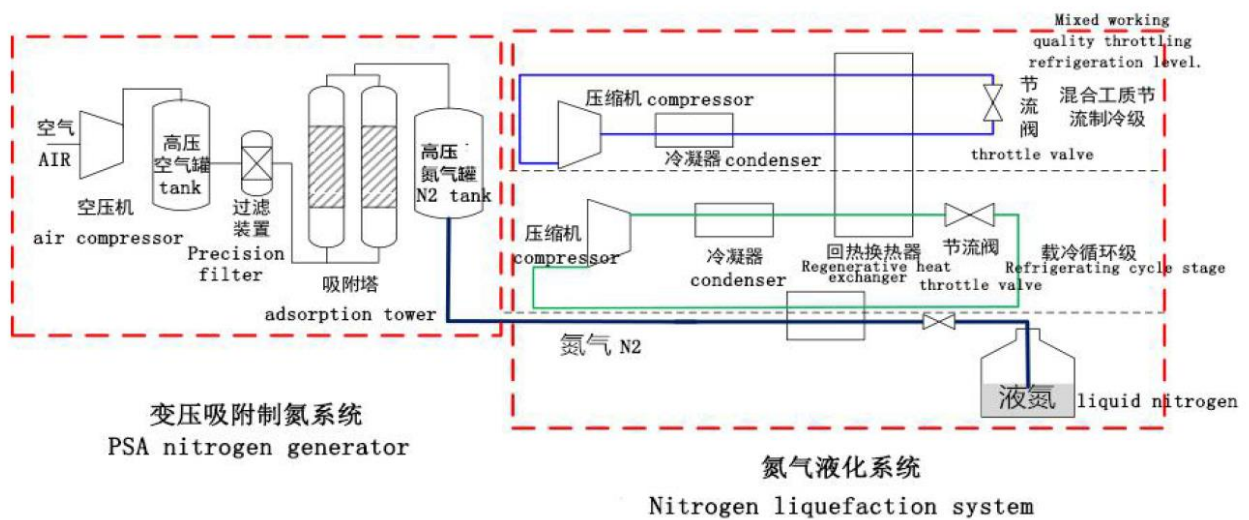 空气
AIR
空压机
air compressor
高压
空气罐
tank
过滤
装置
Precision
filter
吸附塔
adsorption tower
高压
氮气罐
N2 tank
变压吸附制氮系统
PSA nitrogen generator
Mixed working
quality throttling
refrigeration level.
压缩机 compressor
冷凝器 condenser
节
流
阀
throttle valve
混合工质节
流制冷级
压缩机
compressor
冷凝器
condenser
回热换热器
Regenerative heat
exchanger
节流阀
throttle valve
载冷循环级
Refrigerating cycle stage
氮气 N2
液氮
liquid nitrogen
氮气液化系统
Nitrogen liquefaction system